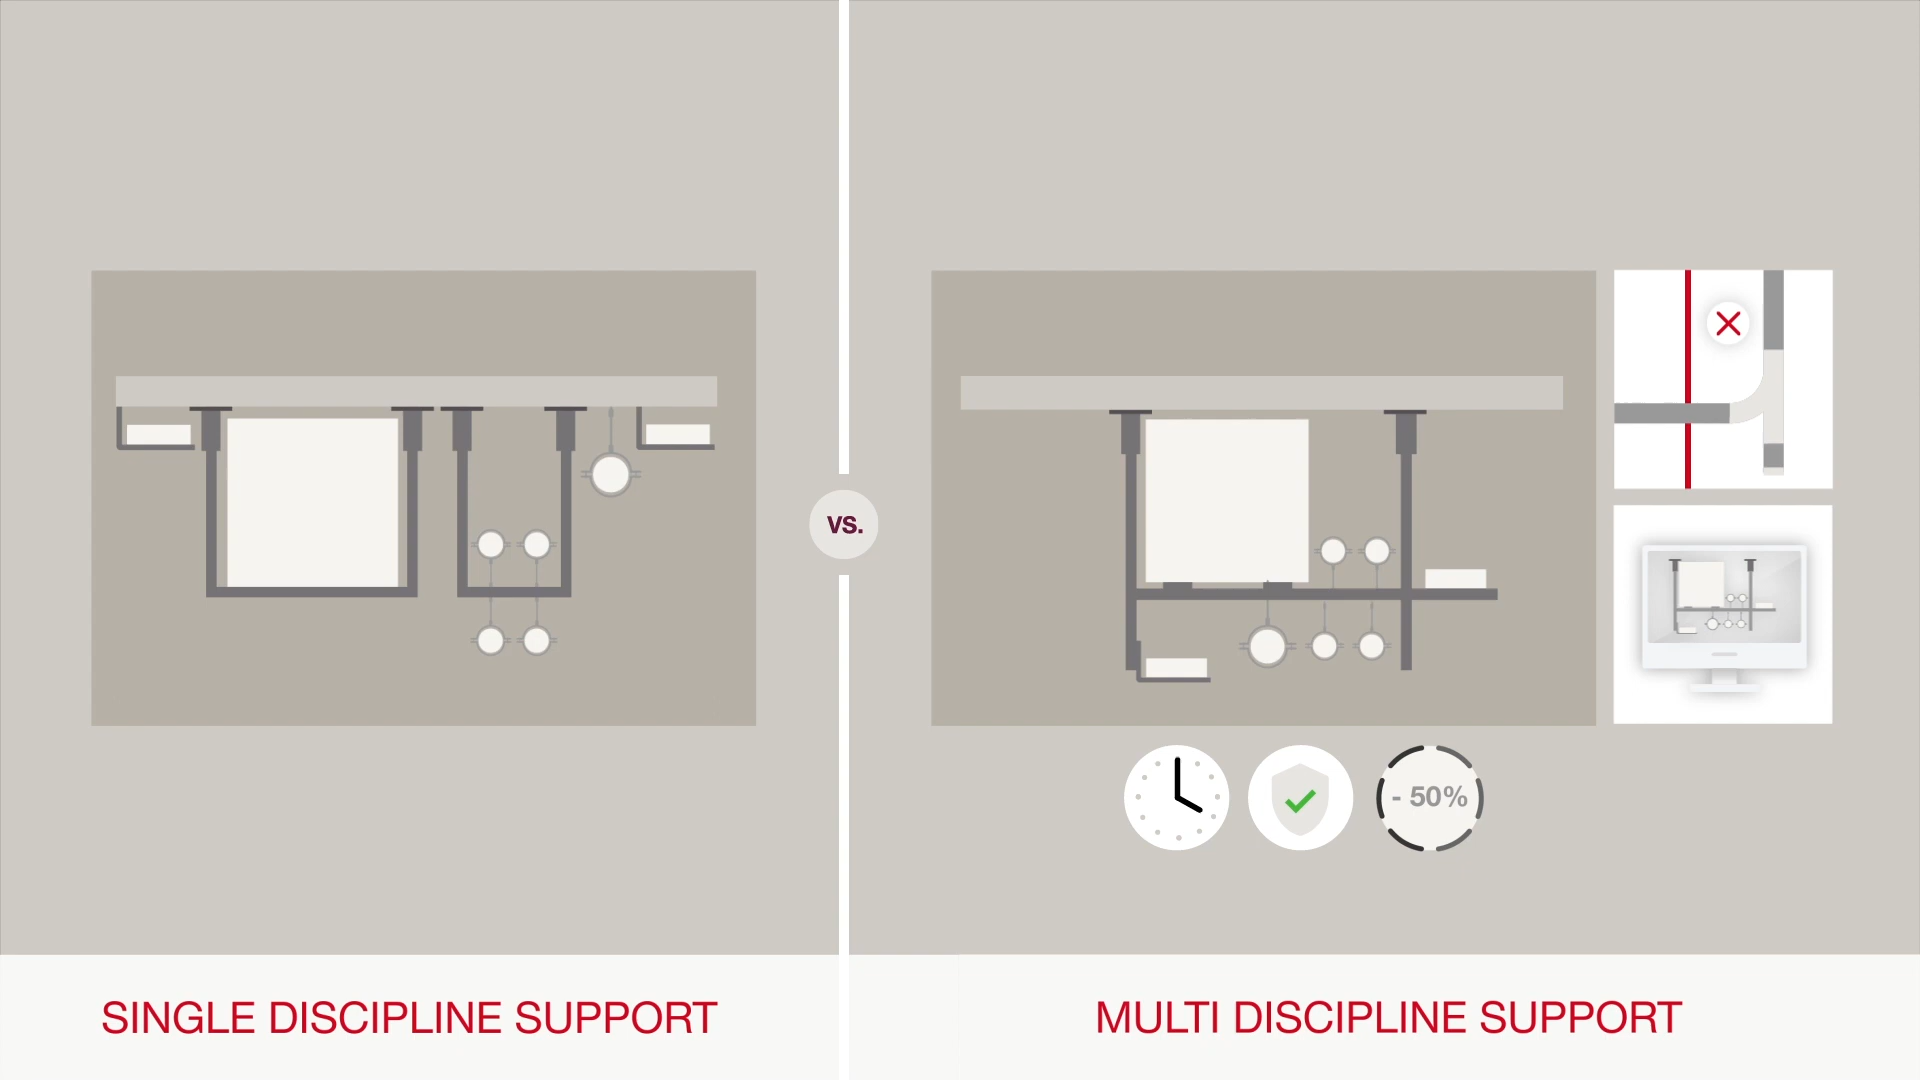 VS.
- 50%
SINGLE DISCIPLINE SUPPORT
MULTI DISCIPLINE SUPPORT